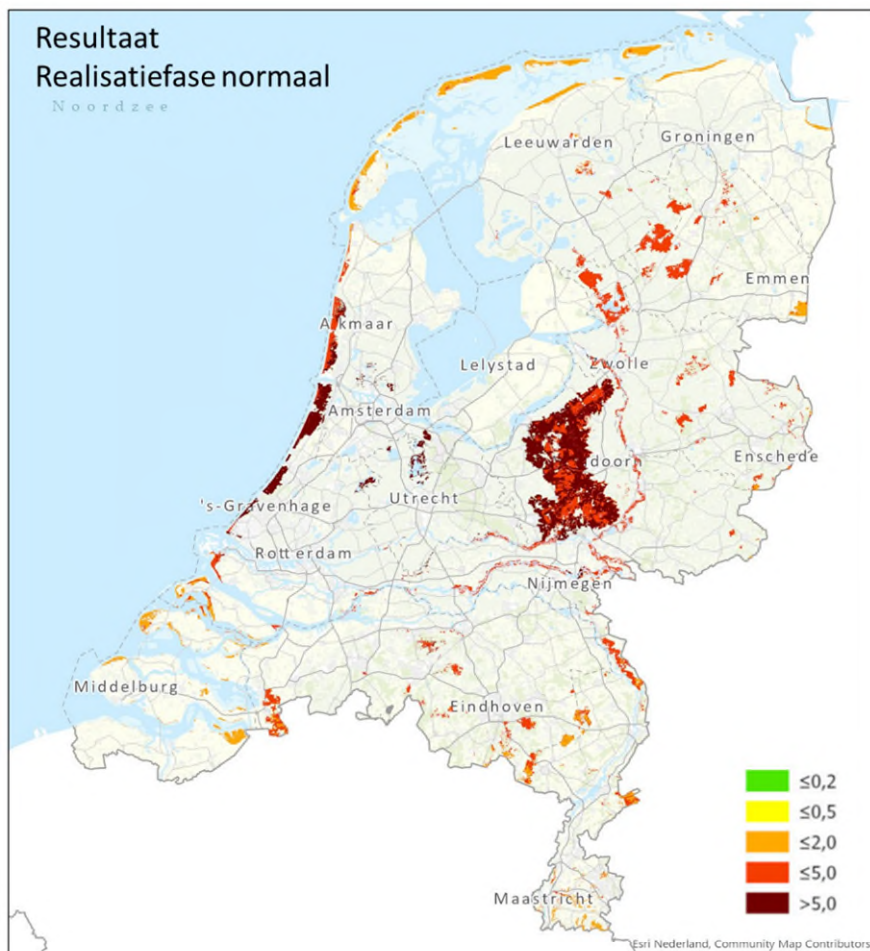 Resultaat
Realisatiefase normaal
Noordzee
Leeuwarden
Groningen
Emmen
Alkmaar
Lelystad
Zwolle
Amsterdam
doorn
Enschede
Utrecht
's-Gravenhage
Rotterdam
Nijmegen
Middelburg
Eindhoven
Maastricht
≤0,2
≤0,5
≤2,0
≤5,0
>5,0
Esri Nederland, Community Map Contributors